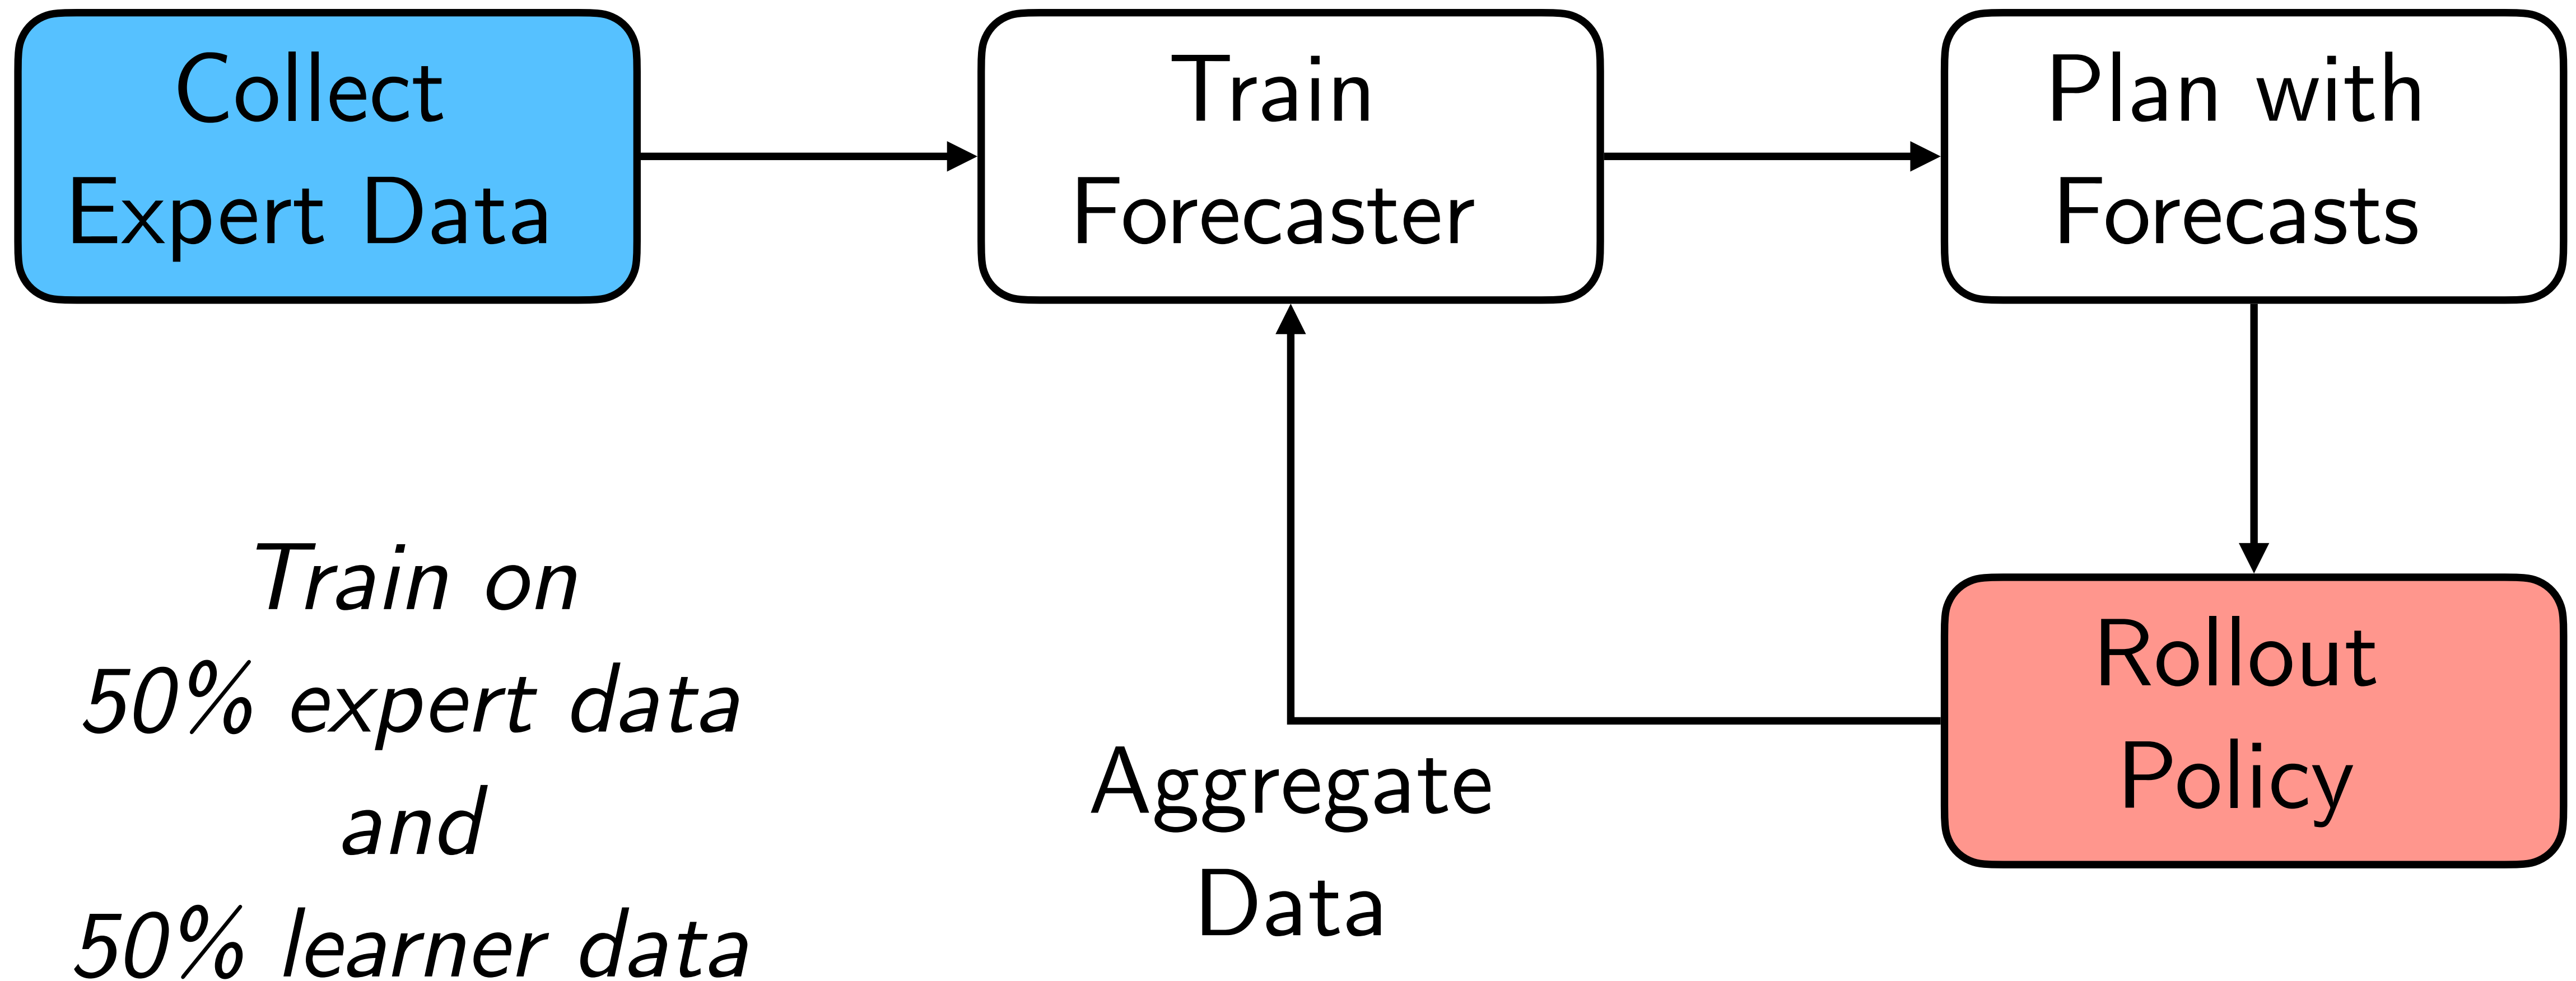 Collect
Expert Data
Train
Forecaster
Plan with
Forecasts
Train on
50% expert data
and
50% learner data
Aggregate
Data
Rollout
Policy